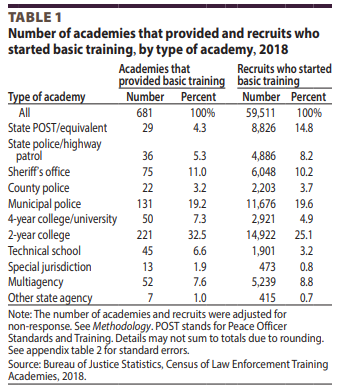 TABLE 1
Number of academies that provided and recruits who
started basic training, by type of academy, 2018
Academies that Recruits who started
provided basic training basic training
Type of academy Number Percent Number Percent
All 681 100% 59,511 100%
State POST/equivalent 29 4.3 8,826 14.8
State police/highway
patrol 36 5.3 4,886 8.2
Sheriff's office 75 11.0 6,048 10.2
County police 22 3.2 2,203 3.7
Municipal police 131 19.2 11,676 19.6
4-year college/university 50 7.3 2,921 4.9
2-year college 221 32.5 14,922 25.1
Technical school 45 6.6 1,901 3.2
Special jurisdiction 13 1.9 473 0.8
Multiagency 52 7.6 5,239 8.8
Other state agency 7 1.0 415 0.7
Note: The number of academies and recruits were adjusted for
non-response. See Methodology. POST stands for Peace Officer
Standards and Training. Details may not sum to totals due to rounding.
See appendix table 2 for standard errors.
Source: Bureau of Justice Statistics, Census of Law Enforcement Training
Academies, 2018.